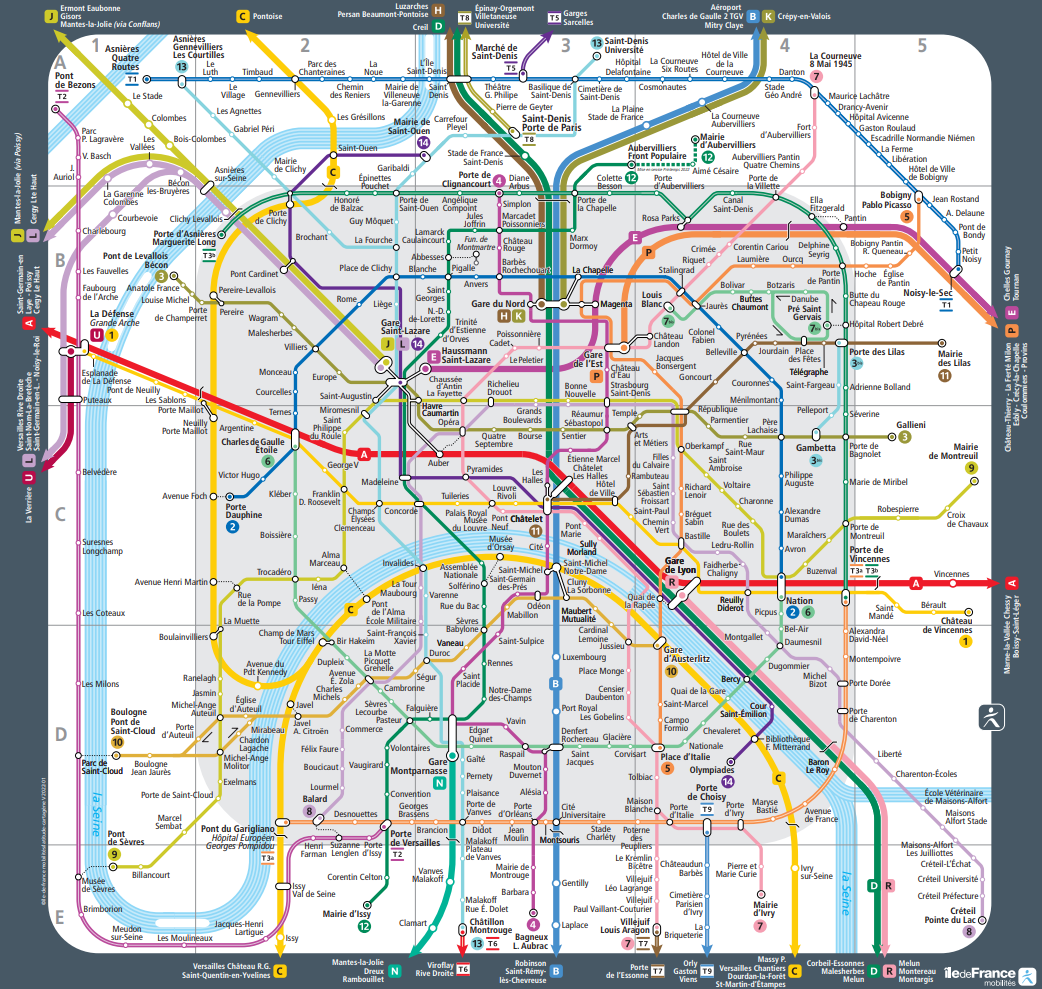 Ermont Eaubonne
Gisors
Mantes-la-Jolie (via Conflans)
J
C
Pontoise
Luzarches
Persan Beaumont-Pontoise
H
Creil
D
T8
Épinay-Orgemont
Villetaneuse
Université
T5
Garges
Sarcelles
Aéroport
Charles de Gaulle 2 TGV
Mitry Claye
B
K
Crépy-en-Valois
1
2
3
4
5
A
B
C
D
E
Asnières
Quatre
Routes
T1
Asnières
Gennevilliers
Les Courtilles
13
Le
Luth
Le
Village
Timbaud
Gennevilliers
Parc des
Chanteraines
Chemin
des Reniers
La
Noue
Mairie de
Villeneuve
la-Garenne
L'Île
Saint-Denis
Saint
Denis
Marché de
Saint-Denis
T5
Théâtre
G. Philipe
Basilique de
Saint-Denis
13
Saint-Denis
Université
Hôpital
Delafontaine
Cimetière de
Saint-Denis
La Courneuve
Six Routes
Cosmonautes
Hôtel de Ville
de la
Courneuve
Stade
Géo André
Danton
La Courneuve
8 Mai 1945
7
Maurice Lachâtre
Drancy-Avenir
Hôpital Avicenne
Gaston Roulaud
Escadrille Normandie Niémen
La Ferme
Libération
Hôtel de Ville
de Bobigny
Bobigny
Pablo Picasso
5
Jean Rostand
A. Delaune
Pont de
Bondy
Petit
Noisy
Noisy-le-Sec
T1
Pont
de Bezons
T2
Parc
P. Lagravère
V. Basch
Auriol
Charlebourg
Les Fauvelles
Faubourg
de l'Arche
Le Stade
Colombes
Les
Vallées
Bois-Colombes
La Garenne
Colombes
Courbevoie
Bécon
les-Bruyères
Asnières
sur-Seine
Les Agnettes
Gabriel Péri
Mairie de
Clichy
Clichy Levallois
Porte d'Asnières
Marguerite Long
T3b
Les Grésillons
Saint-Ouen
C
Mairie de
Saint-Ouen
14
Carrefour
Pleyel
Garibaldi
Épinettes
Pouchet
Porte
de Clichy
Honoré
de Balzac
Porte de
Saint-Ouen
Angélique
Compoint
Guy Môquet
Brochant
La Fourche
Pierre de Geyter
Saint-Denis
Porte de Paris
T8
Stade de France
Saint-Denis
La Plaine
Stade de France
La Courneuve
Aubervilliers
Front Populaire
12
Mairie
d'Aubervilliers
12
Aimé Césaire
Fort
d'Aubervilliers
Aubervilliers Pantin
Quatre Chemins
Porte de
Clignancourt
4
Diane
Arbus
Simplon
Jules
Joffrin
Marcadet
Poissonniers
Château
Rouge
Barbès
Rochechouart
Marx
Dormoy
Porte de
la Chapelle
Colette
Besson
Porte
d'Aubervilliers
Porte de
la Villette
Rosa Parks
Canal
Saint-Denis
Ella
Fitzgerald
Pantin
Delphine
Seyrig
Corentin Cariou
Crimée
Riquet
Laumière
Ourcq
Porte de
Pantin
Bobigny Pantin
R. Queneau
Hoche
Église
de Pantin
E
P
Chelles Gournay
Tournan
Lamarck
Caulaincourt
Fun. de
Montmartre
Abbesses
Pigalle
Blanche
Place de Clichy
Anvers
La Chapelle
Stalingrad
Louis
Blanc
7bis
Jaurès
Colonel
Fabien
Bolivar
Buttes
Chaumont
Botzaris
Danube
Pré Saint
Gervais
7bis
Place
des Fêtes
Pyrénées
Jourdain
Belleville
Télégraphe
Saint-Fargeau
Pelleport
Butte du
Chapeau Rouge
Hôpital Robert Debré
Porte des Lilas
3bis
Mairie
des Lilas
11
Adrienne Bolland
Séverine
Gallieni
3
Porte de
Bagnolet
Marie de Miribel
Mairie de
Montreuil
9
Croix
de Chavaux
Robespierre
Porte de
Montreuil
Porte de
Vincennes
T3a
T3b
Pont de Levallois
Bécon
3
Anatole France
Louise Michel
Porte
de Champerret
Pereire-Levallois
Pereire
Wagram
Malesherbes
Villiers
Monceau
Courcelles
Ternes
Pont Cardinet
Rome
Liège
Europe
Gare
Saint-Lazare
J
L
14
E
Haussmann
Saint-Lazare
Saint
Georges
N.-D.
de-Lorette
Trinité
d'Estienne
d'Orves
Gare du Nord
H
K
Magenta
Poissonnière
Cadet
Le Peletier
Gare
de l'Est
P
Château
Landon
Château
d'Eau
Strasbourg
Saint-Denis
Jacques
Bonsergent
Goncourt
Couronnes
Ménilmontant
Père
Lachaise
Gambetta
3bis
Philippe
Auguste
Alexandre
Dumas
Avron
Maraîchers
Buzenval
La Défense
Grande Arche
U
1
Esplanade
de La Défense
Puteaux
Pont de Neuilly
Les Sablons
Porte Maillot
Neuilly
Porte Maillot
Argentine
Charles de Gaulle
Étoile
6
Victor Hugo
Avenue Foch
Porte
Dauphine
2
Kléber
Boissière
Trocadéro
George V
Franklin
D. Roosevelt
Saint
Philippe
du Roule
Miromesnil
Saint-Augustin
Havre
Caumartin
Opéra
Auber
Chaussée
d'Antin
La Fayette
Richelieu
Drouot
Grands
Boulevards
Bonne
Nouvelle
Quatre
Septembre
Bourse
Sentier
Réaumur
Sébastopol
Temple
République
Parmentier
Rue
Saint-Maur
Arts et
Métiers
Oberkampf
Saint
Ambroise
Voltaire
Charonne
Rue des
Boulets
Étienne Marcel
Châtelet
Les Halles
Les
Halles
Hôtel
de Ville
Rambuteau
Filles
du Calvaire
Saint
Sébastien
Froissart
Saint-Paul
Chemin
Vert
Richard
Lenoir
Bréguet
Sabin
Bastille
Ledru-Rollin
Faidherbe
Chaligny
Reuilly
Diderot
Nation
2
6
Picpus
Madeleine
Pyramides
Tuileries
Concorde
Champs
Élysées
Clemenceau
Palais Royal
Musée
du Louvre
Louvre
Rivoli
Pont
Neuf
Châtelet
11
Pont
Marie
Sully
Morland
Cité
Saint-Michel
Notre-Dame
Saint-Michel
Cluny
La Sorbonne
Maubert
Mutualité
Odéon
Mabillon
Saint
Germain
des-Prés
Musée
d'Orsay
Assemblée
Nationale
Solférino
Rue du Bac
Invalides
La Tour
Maubourg
Varenne
École Militaire
Saint-François
Xavier
Sèvres
Babylone
Vaneau
Duroc
Saint-Sulpice
Rennes
Saint
Placide
Notre-Dame
des-Champs
Luxembourg
B
Port Royal
Gare
de Lyon
R
Quai de
la Rapée
Gare
d'Austerlitz
10
Cardinal
Lemoine
Jussieu
Place Monge
Censier
Daubenton
Les Gobelins
Saint-Marcel
Campo
Formio
Quai de la Gare
Chevaleret
Nationale
Place d'Italie
5
Olympiades
14
Bercy
Cour
Saint-Émilion
Bibliothèque
F. Mitterrand
Baron
Le Roy
Montgallet
Bel-Air
Daumesnil
Dugommier
Michel
Bizot
Porte Dorée
Porte
de Charenton
Alexandra
David-Néel
Montempoivre
Saint
Mandé
Bérault
Château
de Vincennes
1
A
Vincennes
A
Marne-la-Vallée Chessy
Boissy-Saint-Léger
Alma
Marceau
Iéna
Passy
Pont
de l'Alma
Champ de Mars
Tour Eiffel
Bir Hakeim
Dupleix
La Motte
Picquet
Grenelle
Avenue
É. Zola
Charles
Michels
Ségur
Cambronne
Sèvres
Lecourbe
Pasteur
Falguière
Commerce
Félix Faure
Boucicaut
Lourmel
Balard
8
Javel
Javel
A. Citroën
Avenue Henri Martin
Rue
de la Pompe
La Muette
Boulainvilliers
Ranelagh
Jasmin
Michel-Ange
Auteuil
Porte
d'Auteuil
Église
d'Auteuil
Mirabeau
Chardon
Lagache
Michel-Ange
Molitor
Exelmans
Porte de Saint-Cloud
Marcel
Sembat
Billancourt
Avenue du
Pdt Kennedy
Boulogne
Pont de
Saint-Cloud
10
Parc de
Saint-Cloud
Boulogne
Jean Jaurès
Pont
de Sèvres
9
Musée
de Sèvres
Brimborion
Meudon
sur-Seine
Les Moulineaux
Jacques-Henri
Lartigue
Issy
Issy
Val de Seine
Belvédère
Suresnes
Longchamp
Les Coteaux
Les Milons
la Seine
Pont du Garigliano
Hôpital Européen
Georges Pompidou
T3a
Desnouettes
Henri
Farman
Suzanne
Lenglen
Porte
d'Issy
Georges
Brassens
Porte
de Versailles
T2
Corentin Celton
Mairie d'Issy
12
Volontaires
Vaugirard
Convention
Gare
Montparnasse
N
Edgar
Quinet
Vavin
Raspail
Denfert
Rochereau
Gaîté
Pernety
Plaisance
Porte de
Vanves
Mouton
Duvernet
Alésia
Porte
d'Orléans
Saint
Jacques
Glacière
Corvisart
Cité
Universitaire
Montsouris
Brancion
Didot
Jean
Moulin
Stade
Charléty
Poterne
des
Peupliers
Porte
d'Italie
Porte
de Choisy
T9
Porte
d'Ivry
Maryse
Bastié
Avenue
de France
Tolbiac
Maison
Blanche
Malakoff
Plateau
de Vanves
Vanves
Malakoff
Malakoff
Rue É. Dolet
Châtillon
Montrouge
13
T6
Clamart
Mairie de
Montrouge
Barbara
4
Bagneux
L. Aubrac
Gentilly
Laplace
Le Kremlin
Bicêtre
Villejuif
Léo Lagrange
Villejuif
Paul Vaillant-Couturier
Villejuif
Louis Aragon
7
T7
Châteaudun
Barbès
Cimetière
Parisien
d'Ivry
La
Briqueterie
Pierre et
Marie Curie
Mairie
d'Ivry
7
Ivry
sur-Seine
la Seine
Liberté
Charenton-Écoles
École Vétérinaire
de Maisons-Alfort
Maisons
Alfort Stade
Maisons-Alfort
Les Juilliottes
Créteil-L'Échat
Créteil Université
Créteil Préfecture
Créteil
Pointe du Lac
8
D
R
Mantes-la-Jolie (via Poissy)
Cergy Le Haut
J
L
Saint-Germain-en
Laye - Poissy
Cergy Le Haut
A
Versailles Rive Droite
Saint-Nom-La-Bretèche
Saint-Germain-en-L. - Noisy-le-Roi
L
U
La Verrière
Château-Thierry - La Ferté Milon
Esbly - Crécy-la-Chapelle
Coulommiers - Provins
Versailles Château R.G.
Saint-Quentin-en-Yvelines
C
Mantes-la-Jolie
Dreux
Rambouillet
N
Viroflay
Rive Droite
T6
Robinson
Saint-Rémy-
lès-Chevreuse
B
Porte
de l'Essonne
T7
Orly
Gaston
Viens
T9
Massy P.
Versailles Chantiers
Dourdan-la-Forêt
St-Martin-d'Étampes
C
Corbeil-Essonnes
Malesherbes
Melun
D
R
Melun
Montereau
Montargis
île de France
mobilités